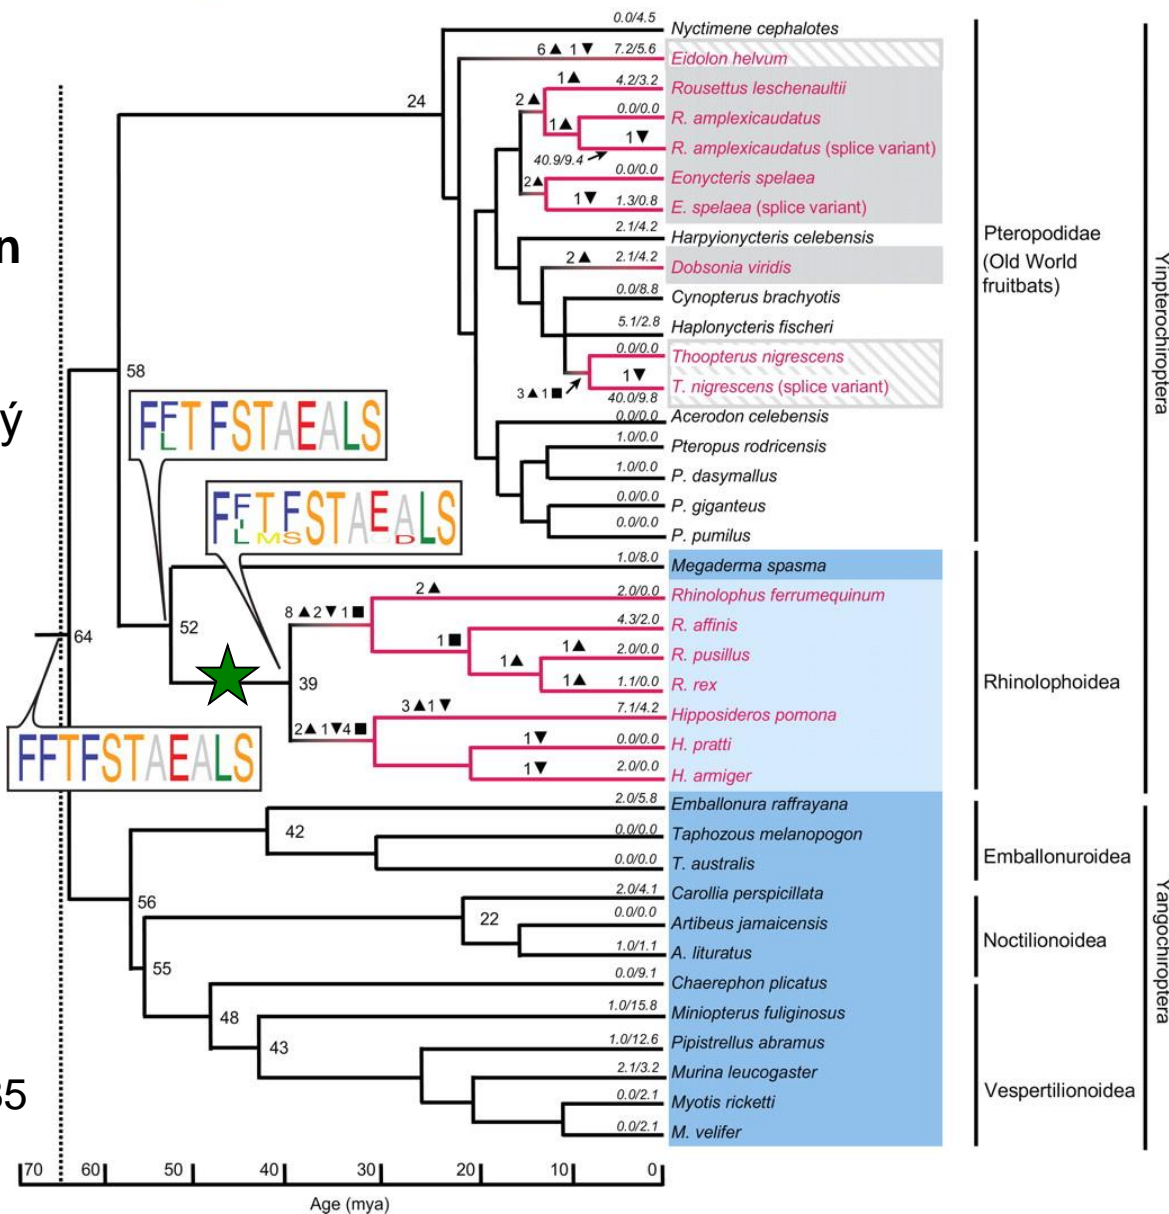 0.0/4.5 Nyctimene cephalotes
6▲ 1▼ 7.2/5.6 Eidolon helvum
1▲ 4.2/3.2 Rousettus leschenaultii
24 2▲ 0.0/0.0 R. amplexicaudatus
1▲ 1▼ R. amplexicaudatus (splice variant)
40.9/9.4
0.0/0.0 Eonycteris spelaea
2▲ 1▼ 1.3/0.8 E. spelaea (splice variant)
2.1/4.2 Harpyionycteris celebensis
n
Pteropodidae
(Old World
fruitbats)
Yinpterochiroptera
2▲ 2.1/4.2 Dobsonia viridis
0.0/8.8 Cynopterus brachyotis
5.1/2.8 Haplonycteris fischeri
0.0/0.0 Thoopterus nigrescens
58 1▼ T. nigrescens (splice variant)
3▲1■ 40.0/9.8
ý
0.0/0.0 Acerodon celebensis
FFTFSTAEALS
L
1.0/0.0 Pteropus rodricensis
1.0/0.0 P. dasymallus
0.0/0.0 P. giganteus
FFTFSTAEALS
I
LMS D
0.0/0.0 P. pumilus
1.0/8.0 Megaderma spasma
2▲ 2.0/0.0 Rhinolophus ferrumequinum
8▲2▼1■
52 4.3/2.0 R. affinis
64 1■ 1▲ 2.0/0.0 R. pusillus
1▲
39 1▲ 1.1/0.0 R. rex
Rhinolophoidea
3▲1▼ 7.1/4.2 Hipposideros pomona
2▲1▼4■
FFTFSTAEALS
1▼ 0.0/0.0 H. pratti
1▼ 2.0/0.0 H. armiger
2.0/5.8 Emballonura raffrayana
42 0.0/0.0 Taphozous melanopogon
0.0/0.0 T. australis
Emballonuroidea
56 2.0/4.1 Carollia perspicillata
22 0.0/0.0 Artibeus jamaicensis
Noctilionoidea
1.0/1.1 A. lituratus
55
0.0/9.1 Chaerephon plicatus
Yangochiroptera
48 1.0/15.8 Miniopterus fuliginosus
43 1.0/12.6 Pipistrellus abramus
2.1/3.2 Murina leucogaster
Vespertilionoidea
35
0.0/2.1 Myotis ricketti
0.0/2.1 M. velifer
70 60 50 40 30 20 10 0
Age (mya)